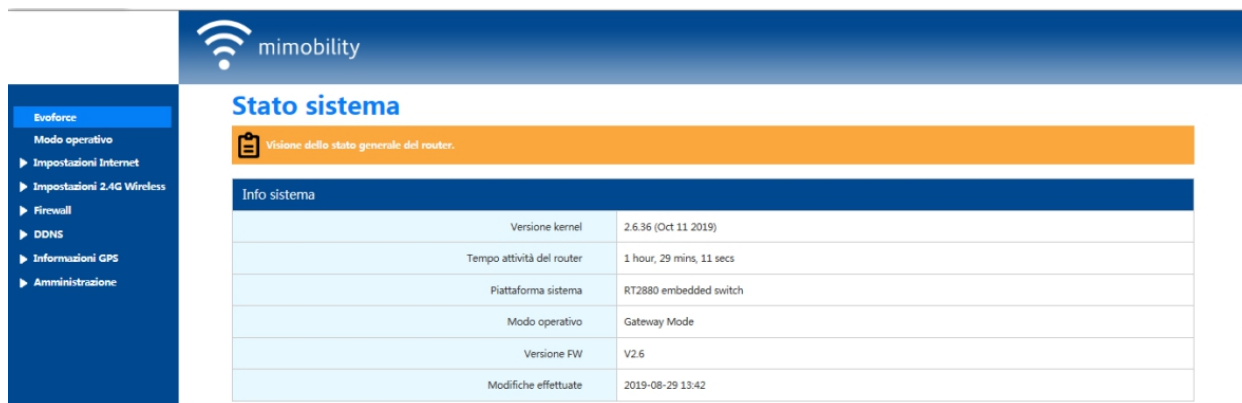 mimobility
Evoforce
Modo operativo
Impostazioni Internet
Impostazioni 2.4G Wireless
Firewall
DDNS
Informazioni GPS
Amministrazione
Stato sistema
Visione dello stato generale del router.
Info sistema
Versione kernel 2.6.36 (Oct 11 2019)
Tempo attività del router 1 hour, 29 mins, 11 secs
Piattaforma sistema RT2880 embedded switch
Modo operativo Gateway Mode
Versione FW V2.6
Modifiche effettuate 2019-08-29 13:42